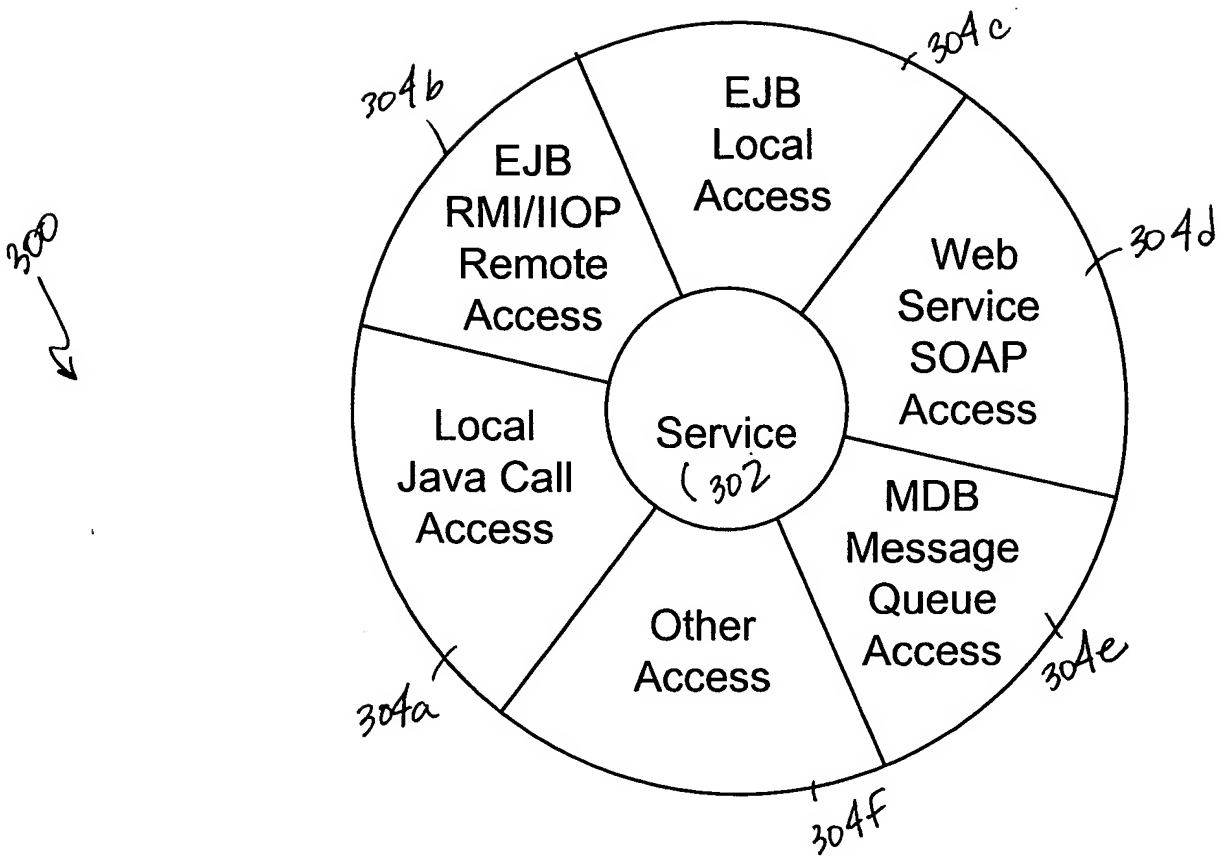 304c
304b
EJB
Local
Access
EJB
RMI/IIOP
Remote
Access
300
304d
Web
Service
SOAP
Access
Local
Java Call
Access
Service
302
MDB
Message
Queue
Access
Other
Access
304e
304a
304f